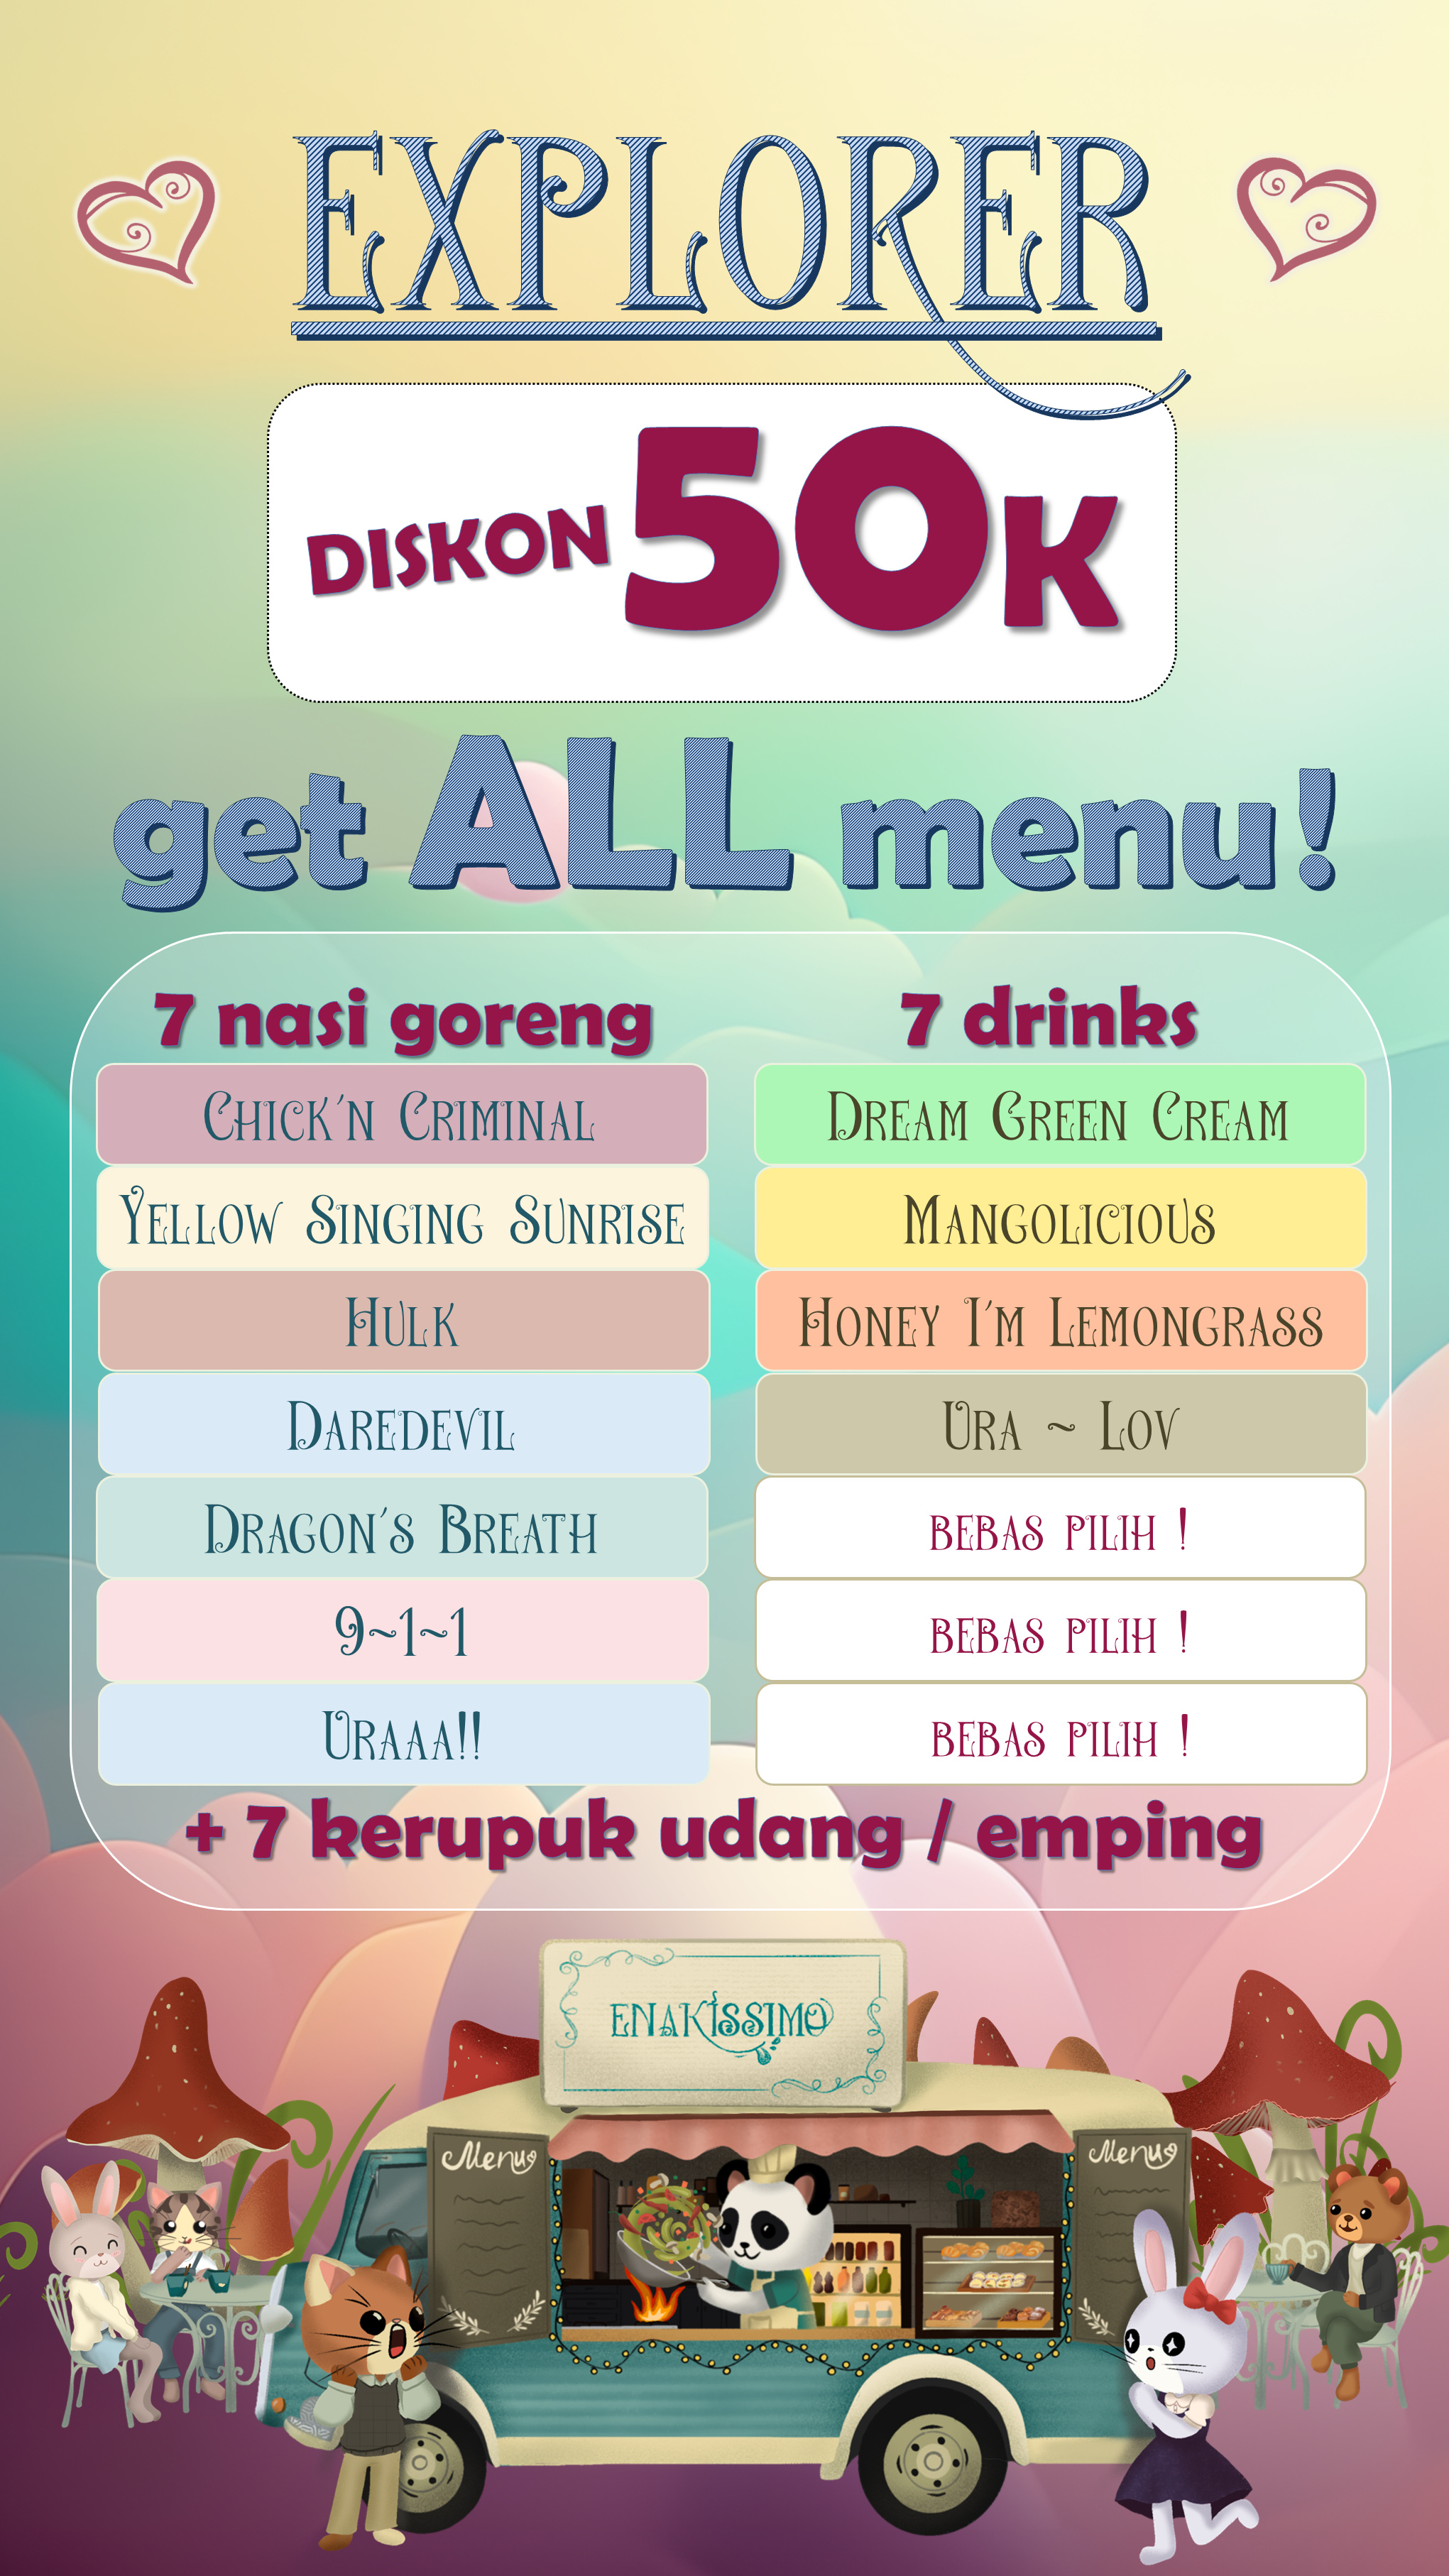 EXPLORER
DISKON 50K
get ALL menu!
7 nasi goreng
Chick'n Criminal
Yellow Singing Sunrise
Hulk
Daredevil
Dragon's Breath
9~1~1
Uraaa!!
7 drinks
Dream Green Cream
Mangolicious
Honey I'm Lemongrass
Ura ~ Lov
BEBAS PILIH !
BEBAS PILIH !
BEBAS PILIH !
+ 7 kerupuk udang / emping
ENAKISSIMO
Menu
Menu